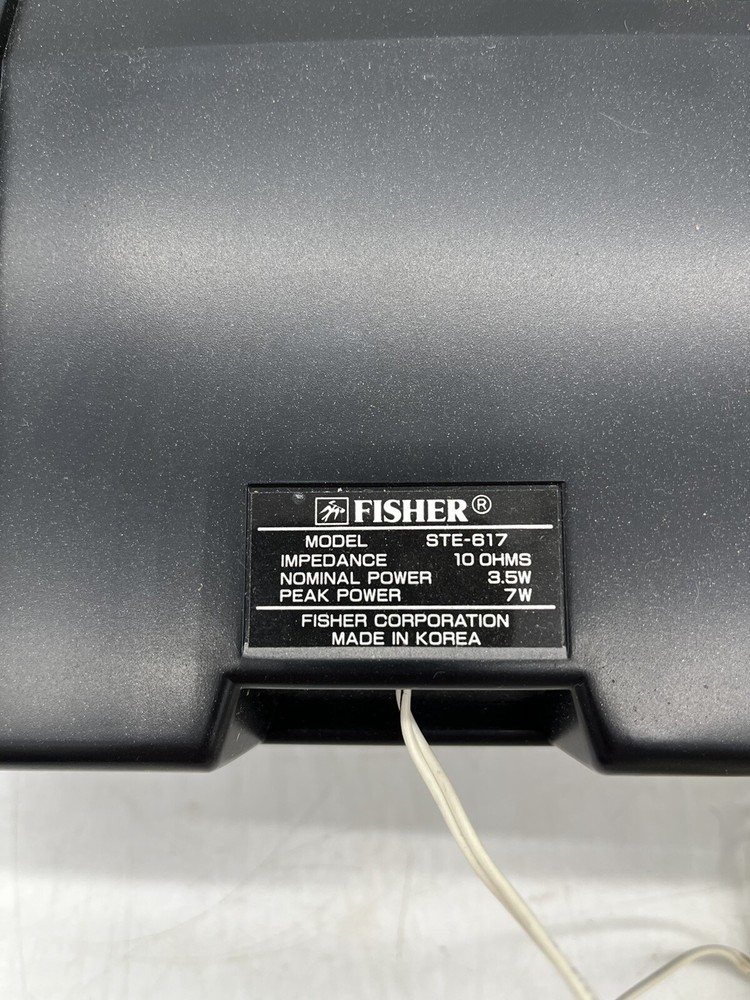 FISHER®
MODEL STE-617
IMPEDANCE 10 OHMS
NOMINAL POWER 3.5W
PEAK POWER 7W
FISHER CORPORATION
MADE IN KOREA